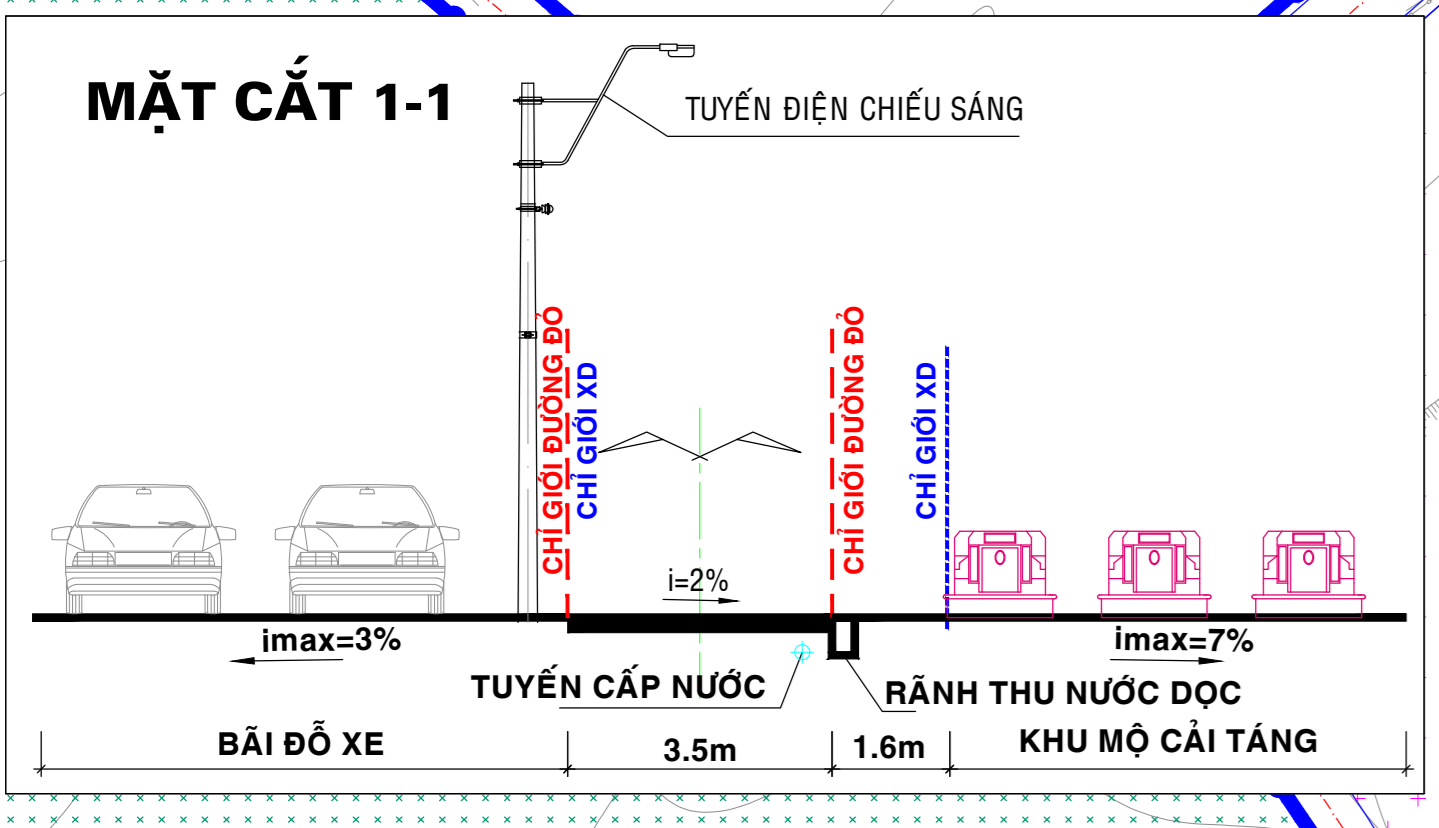 MẶT CẮT 1-1
TUYẾN ĐIỆN CHIẾU SÁNG
CHỈ GIỚI ĐƯỜNG ĐỎ
CHỈ GIỚI XD
CHỈ GIỚI ĐƯỜNG ĐỎ
CHỈ GIỚI XD
i=2%
imax=3%
imax=7%
TUYẾN CẤP NƯỚC
RÃNH THU NƯỚC DỌC
BÃI ĐỖ XE
3.5m
1.6m
KHU MỘ CẢI TÁNG